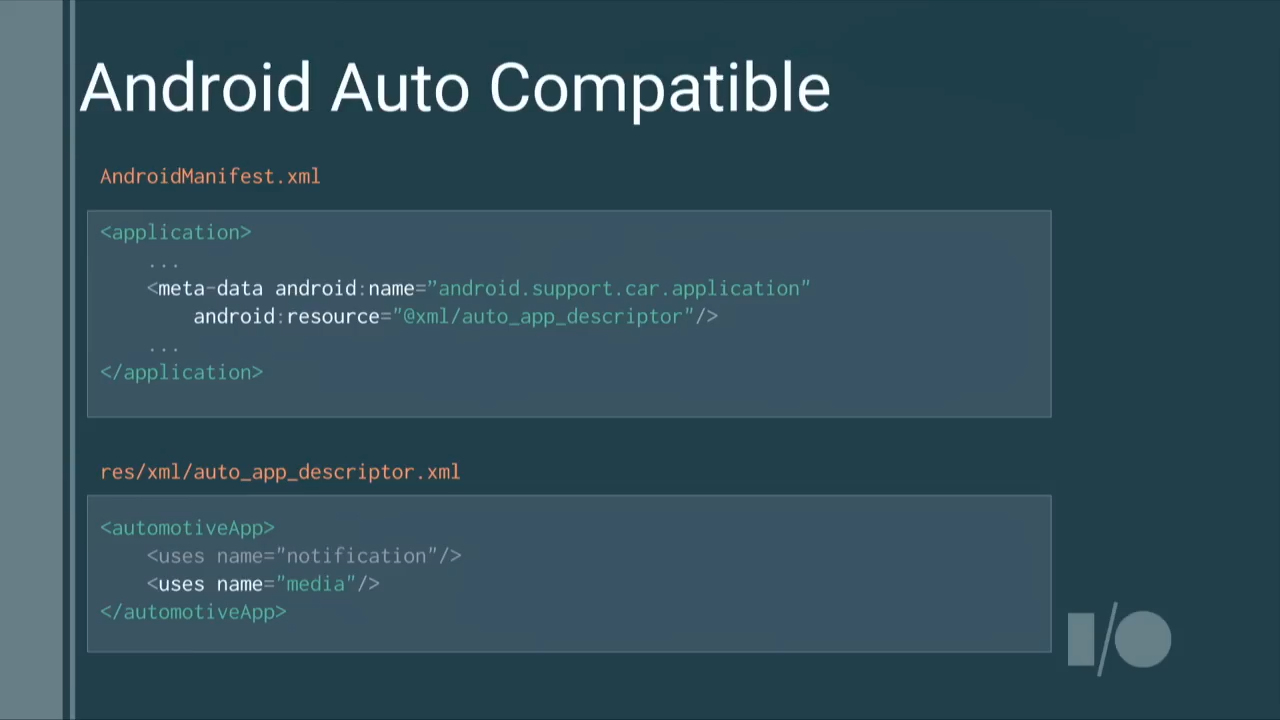 Android Auto Compatible
AndroidManifest.xml
<application>
...
<meta-data android:name=”android.support.car.application"
android:resource="@xml/auto_app_descriptor"/>
...
</application>
res/xml/auto_app_descriptor.xml
<automotiveApp>
<uses name="notification"/>
<uses name="media"/>
</automotiveApp>
I/O